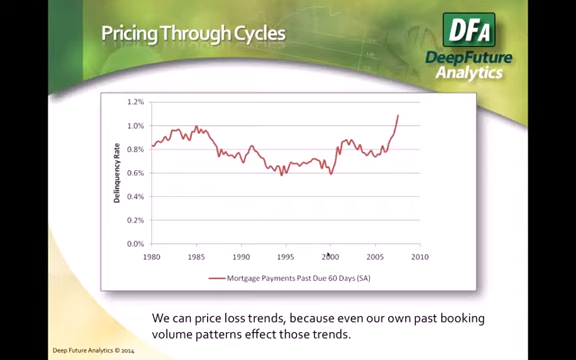 Pricing Through Cycles
DFA
DeepFuture
Analytics
1.2%
1.0%
0.8%
0.6%
0.4%
0.2%
0.0%
Delinquency Rate
1980 1985 1990 1995 2000 2005 2010
Mortgage Payments Past Due 60 Days (SA)
We can price loss trends, because even our own past booking
volume patterns effect those trends.
Deep Future Analytics © 2014